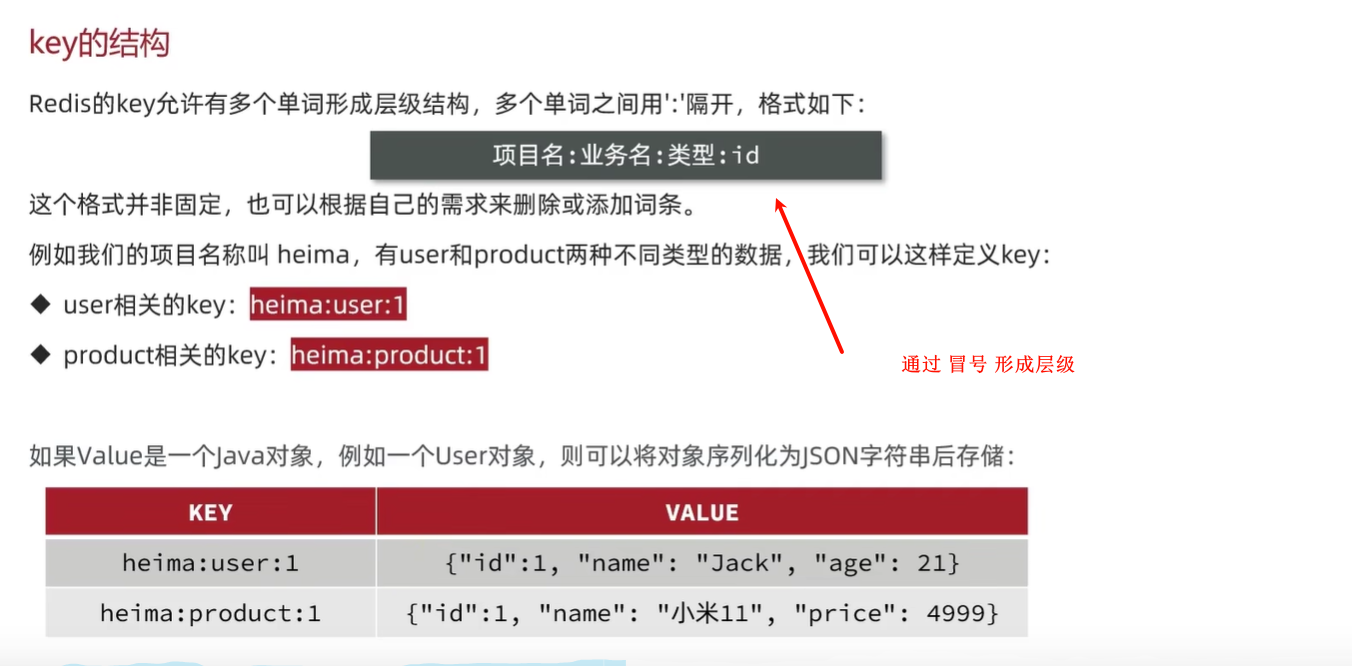 key的结构
Redis的key允许有多个单词形成层级结构，多个单词之间用':'隔开，格式如下：
项目名:业务名:类型:id
这个格式并非固定，也可以根据自己的需求来删除或添加词条。
例如我们的项目名称叫 heima，有user和product两种不同类型的数据，我们可以这样定义key：
◆ user相关的key：heima:user:1
◆ product相关的key：heima:product:1
通过 冒号 形成层级
如果Value是一个Java对象，例如一个User对象，则可以将对象序列化为JSON字符串后存储：
KEY VALUE
heima:user:1 {"id":1, "name": "Jack", "age": 21}
heima:product:1 {"id":1, "name": "小米11", "price": 4999}